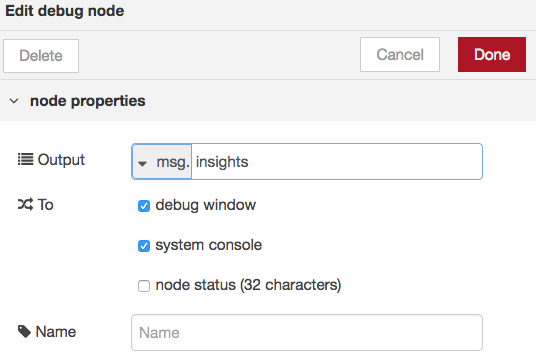 Edit debug node
Delete Cancel Done
node properties
Output msg. insights
To debug window
system console
node status (32 characters)
Name Name